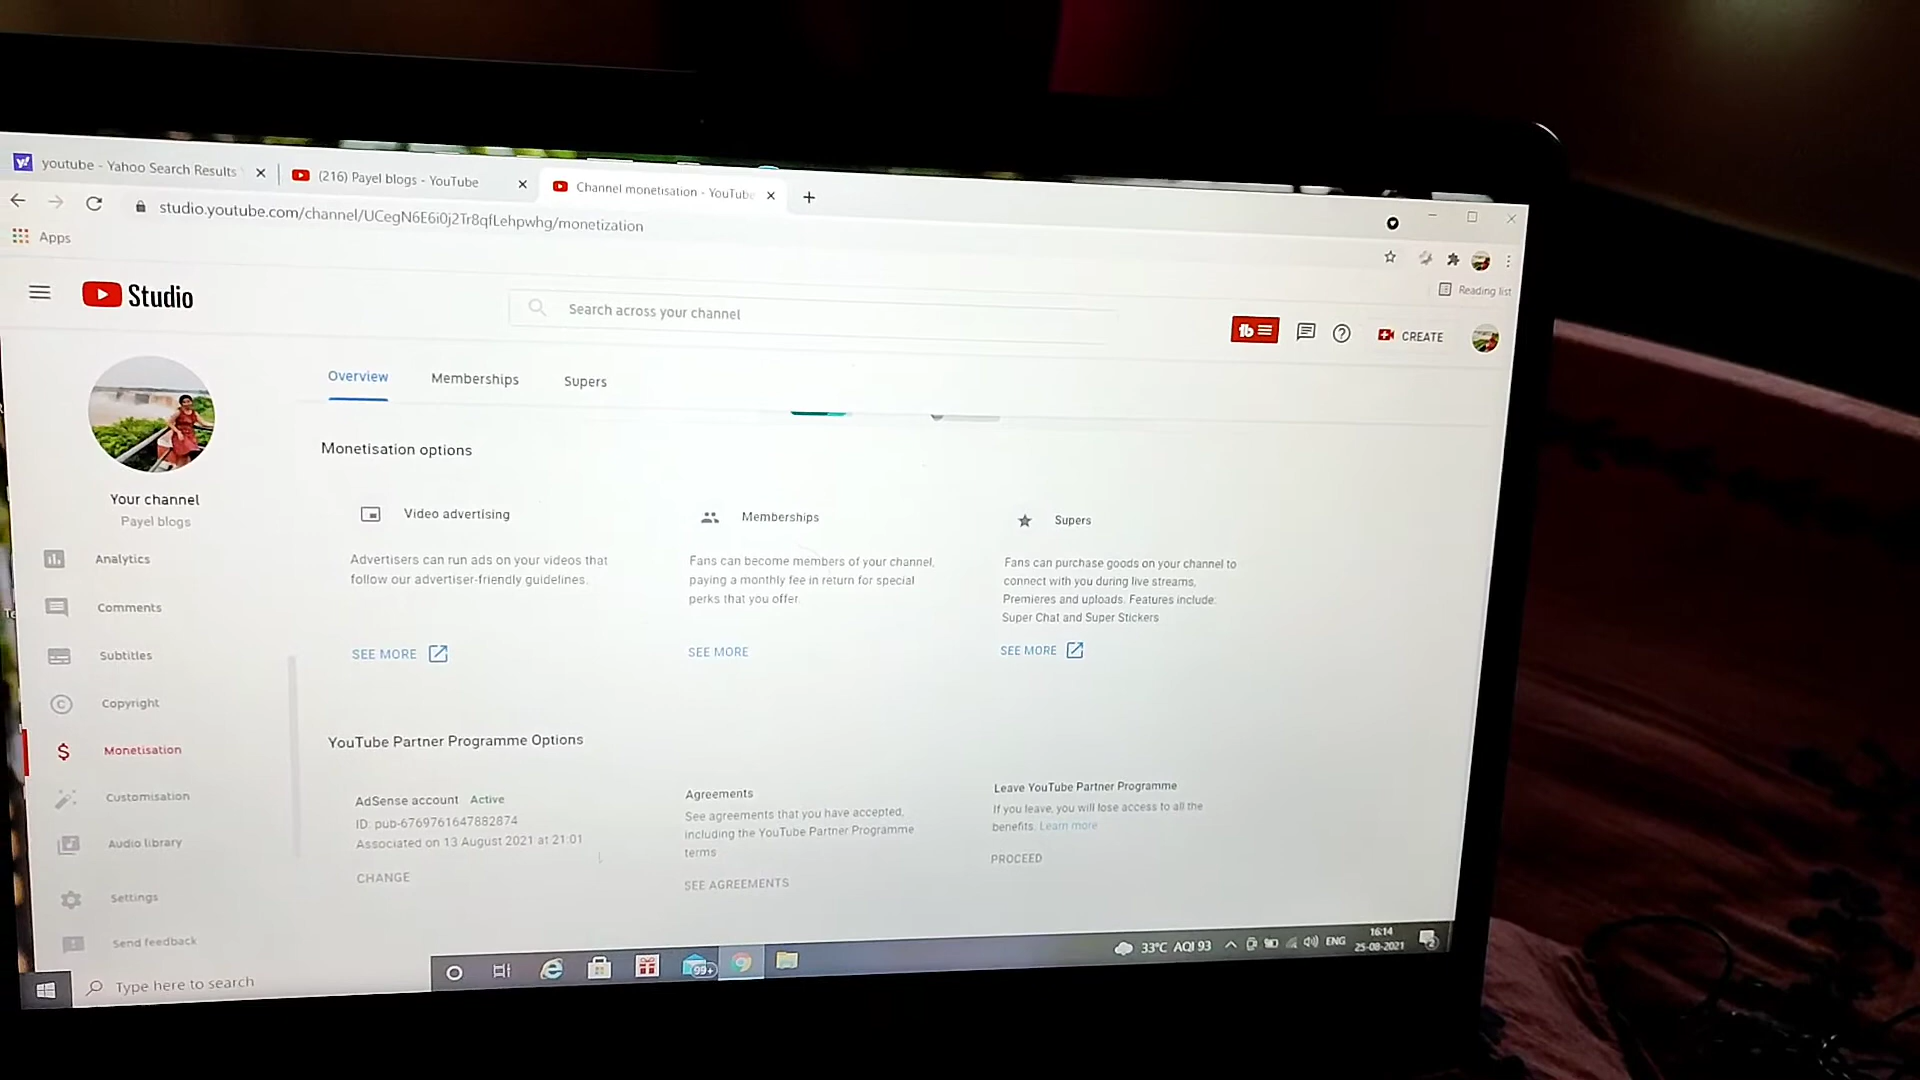 youtube - Yahoo Search Results
(216) Payel blogs - YouTube
Channel monetisation - YouTube
studio.youtube.com/channel/UCegN6E6i0j2Tr8qfLehpwhg/monetization
Apps
Reading list
Studio
Search across your channel
CREATE
Your channel
Payel blogs
Analytics
Comments
Subtitles
Copyright
Monetisation
Customisation
Audio library
Settings
Send feedback
Overview
Memberships
Supers
Monetisation options
Video advertising
Advertisers can run ads on your videos that
follow our advertiser-friendly guidelines.
SEE MORE
Memberships
Fans can become members of your channel,
paying a monthly fee in return for special
perks that you offer.
SEE MORE
Supers
Fans can purchase goods on your channel to
connect with you during live streams,
Premieres and uploads. Features include:
Super Chat and Super Stickers
SEE MORE
YouTube Partner Programme Options
AdSense account Active
ID: pub-6769761647882874
Associated on 13 August 2021 at 21:01
CHANGE
Agreements
See agreements that you have accepted,
including the YouTube Partner Programme
terms
SEE AGREEMENTS
Leave YouTube Partner Programme
If you leave, you will lose access to all the
benefits. Learn more
PROCEED
Type here to search
99+
33°C AQI 93
ENG
16:14
25-08-2021
2